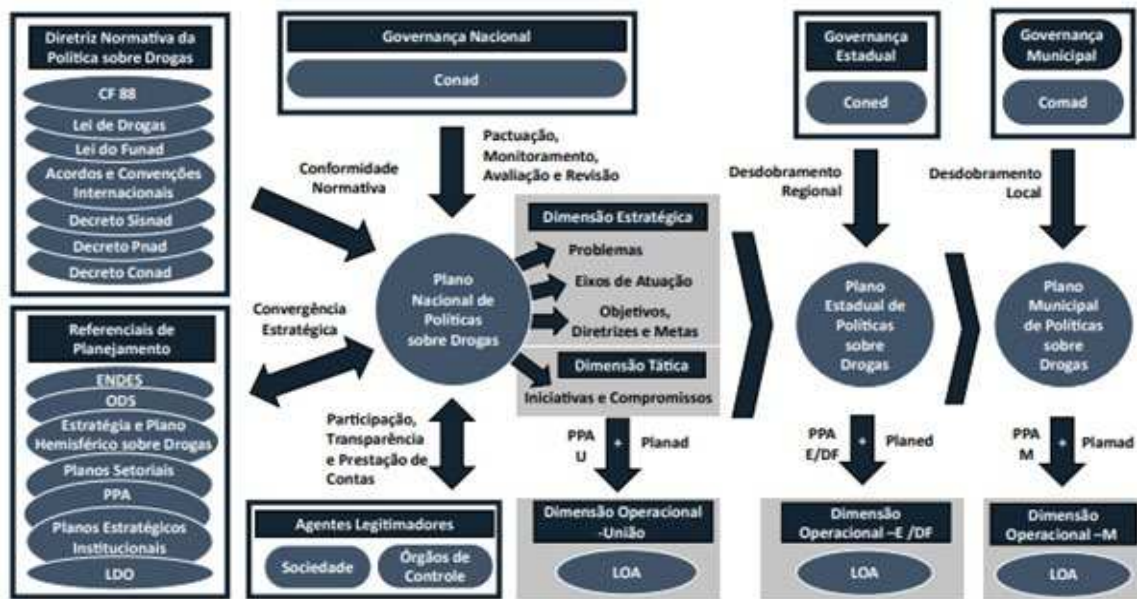 Diretriz Normativa da
Política sobre Drogas
CF 88
Lei de Drogas
Lei do Funad
Acordos e Convenções
Internacionais
Decreto Sisnad
Decreto Pnad
Decreto Conad
Referenciais de
Planejamento
ENDES
ODS
Estratégia e Plano
Hemisférico sobre Drogas
Planos Setoriais
PPA
Planos Estratégicos
Institucionais
LDO
Governança Nacional
Conad
Pactuação,
Monitoramento,
Avaliação e Revisão
Conformidade
Normativa
Convergência
Estratégica
Plano
Nacional de
Políticas
sobre Drogas
Participação,
Transparência
e Prestação de
Contas
Agentes Legitimadores
Sociedade
Órgãos de
Controle
Dimensão Estratégica
Problemas
Eixos de Atuação
Objetivos,
Diretrizes e Metas
Dimensão Tática
Iniciativas e Compromissos
PPA + Planad
U
Dimensão Operacional
-União
LOA
Governança
Estadual
Coned
Desdobramento
Regional
Plano
Estadual de
Políticas
sobre
Drogas
PPA + Planed
E/DF
Dimensão
Operacional –E /DF
LOA
Governança
Municipal
Comad
Desdobramento
Local
Plano
Municipal
de Políticas
sobre
Drogas
PPA + Plamad
M
Dimensão
Operacional –M
LOA